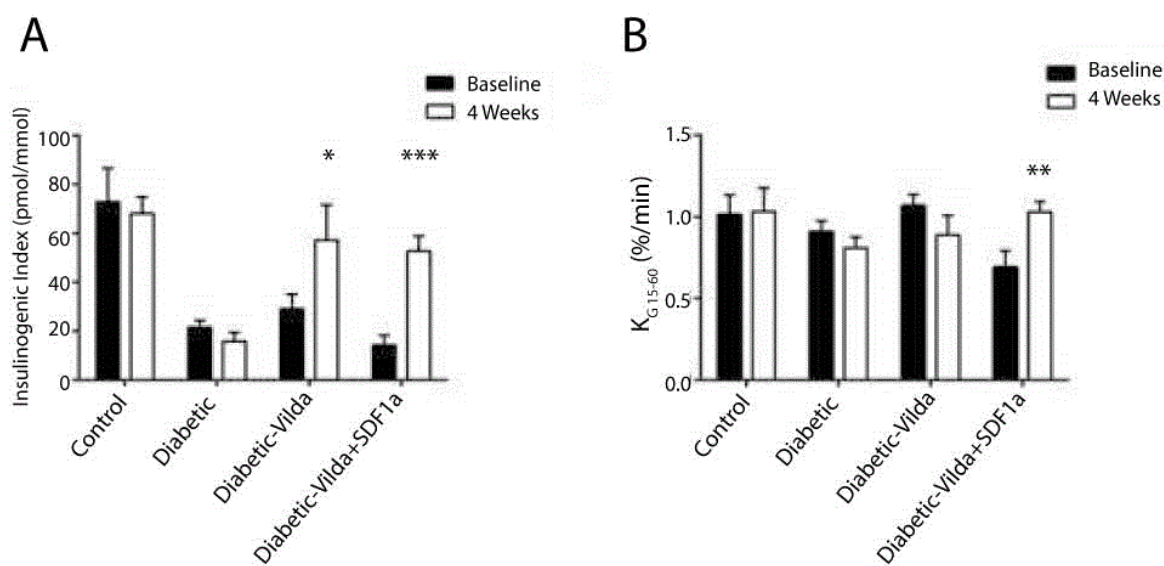 A
Baseline
4 Weeks
Insulinogenic Index (pmol/mmol)
100
80
60
40
20
0
*
***
Control
Diabetic
Diabetic-Vilda
Diabetic-Vilda+SDF1a
B
Baseline
4 Weeks
KG 15-60 (%/min)
1.5
1.0
0.5
0.0
**
Control
Diabetic
Diabetic-Vilda
Diabetic-Vilda+SDF1a